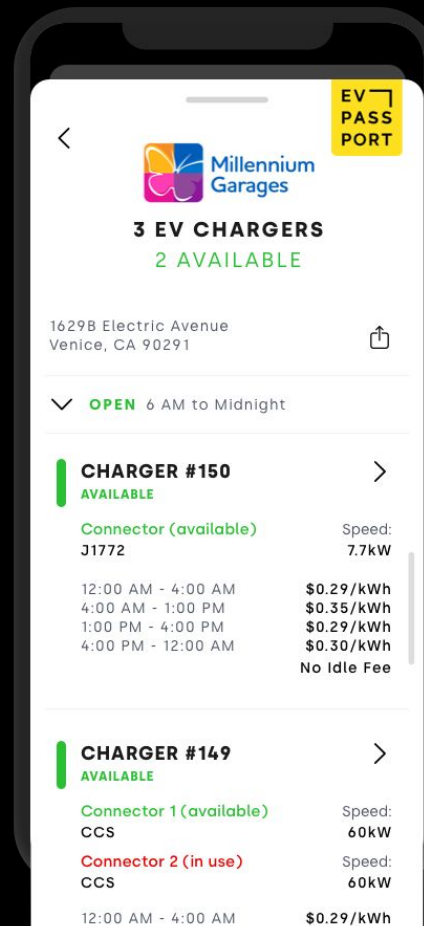 EV
PASS
PORT
Millennium
Garages
3 EV CHARGERS
2 AVAILABLE
1629B Electric Avenue
Venice, CA 90291
OPEN 6 AM to Midnight
CHARGER #150
AVAILABLE
Connector (available) Speed:
J1772 7.7kW
12:00 AM - 4:00 AM $0.29/kWh
4:00 AM - 1:00 PM $0.35/kWh
1:00 PM - 4:00 PM $0.29/kWh
4:00 PM - 12:00 AM $0.30/kWh
No Idle Fee
CHARGER #149
AVAILABLE
Connector 1 (available) Speed:
CCS 60kW
Connector 2 (in use) Speed:
CCS 60kW
12:00 AM - 4:00 AM $0.29/kWh